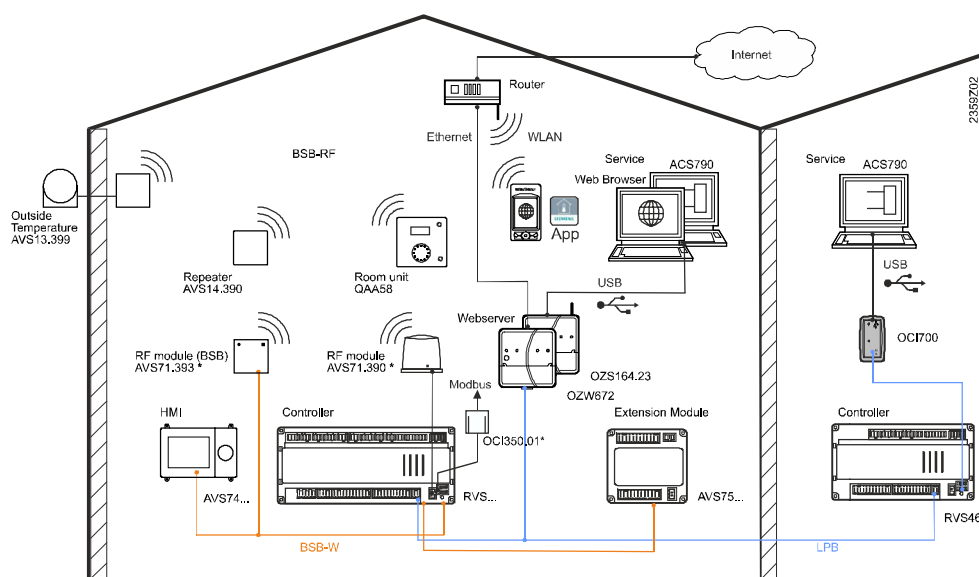 Internet
Router
2359Z02
Ethernet
WLAN
BSB-RF
Service
ACS790
Web Browser
Service
ACS790
Outside
Temperature
AVS13.399
App
Repeater
AVS14.390
Room unit
QAA58
USB
USB
Webserver
OCI700
RF module (BSB)
AVS71.393 *
RF module
AVS71.390 *
Modbus
OZS164.23
OZW672
HMI
Controller
OCI350.01*
Extension Module
Controller
AVS74...
RVS...
AVS75...
RVS46
BSB-W
LPB